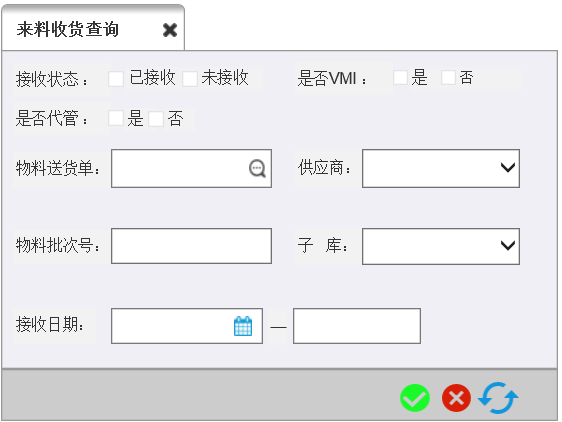 来料收货查询
接收状态： 已接收 未接收 是否VMI： 是 否
是否代管： 是 否
物料送货单： 供应商：
物料批次号： 子 库：
接收日期： —